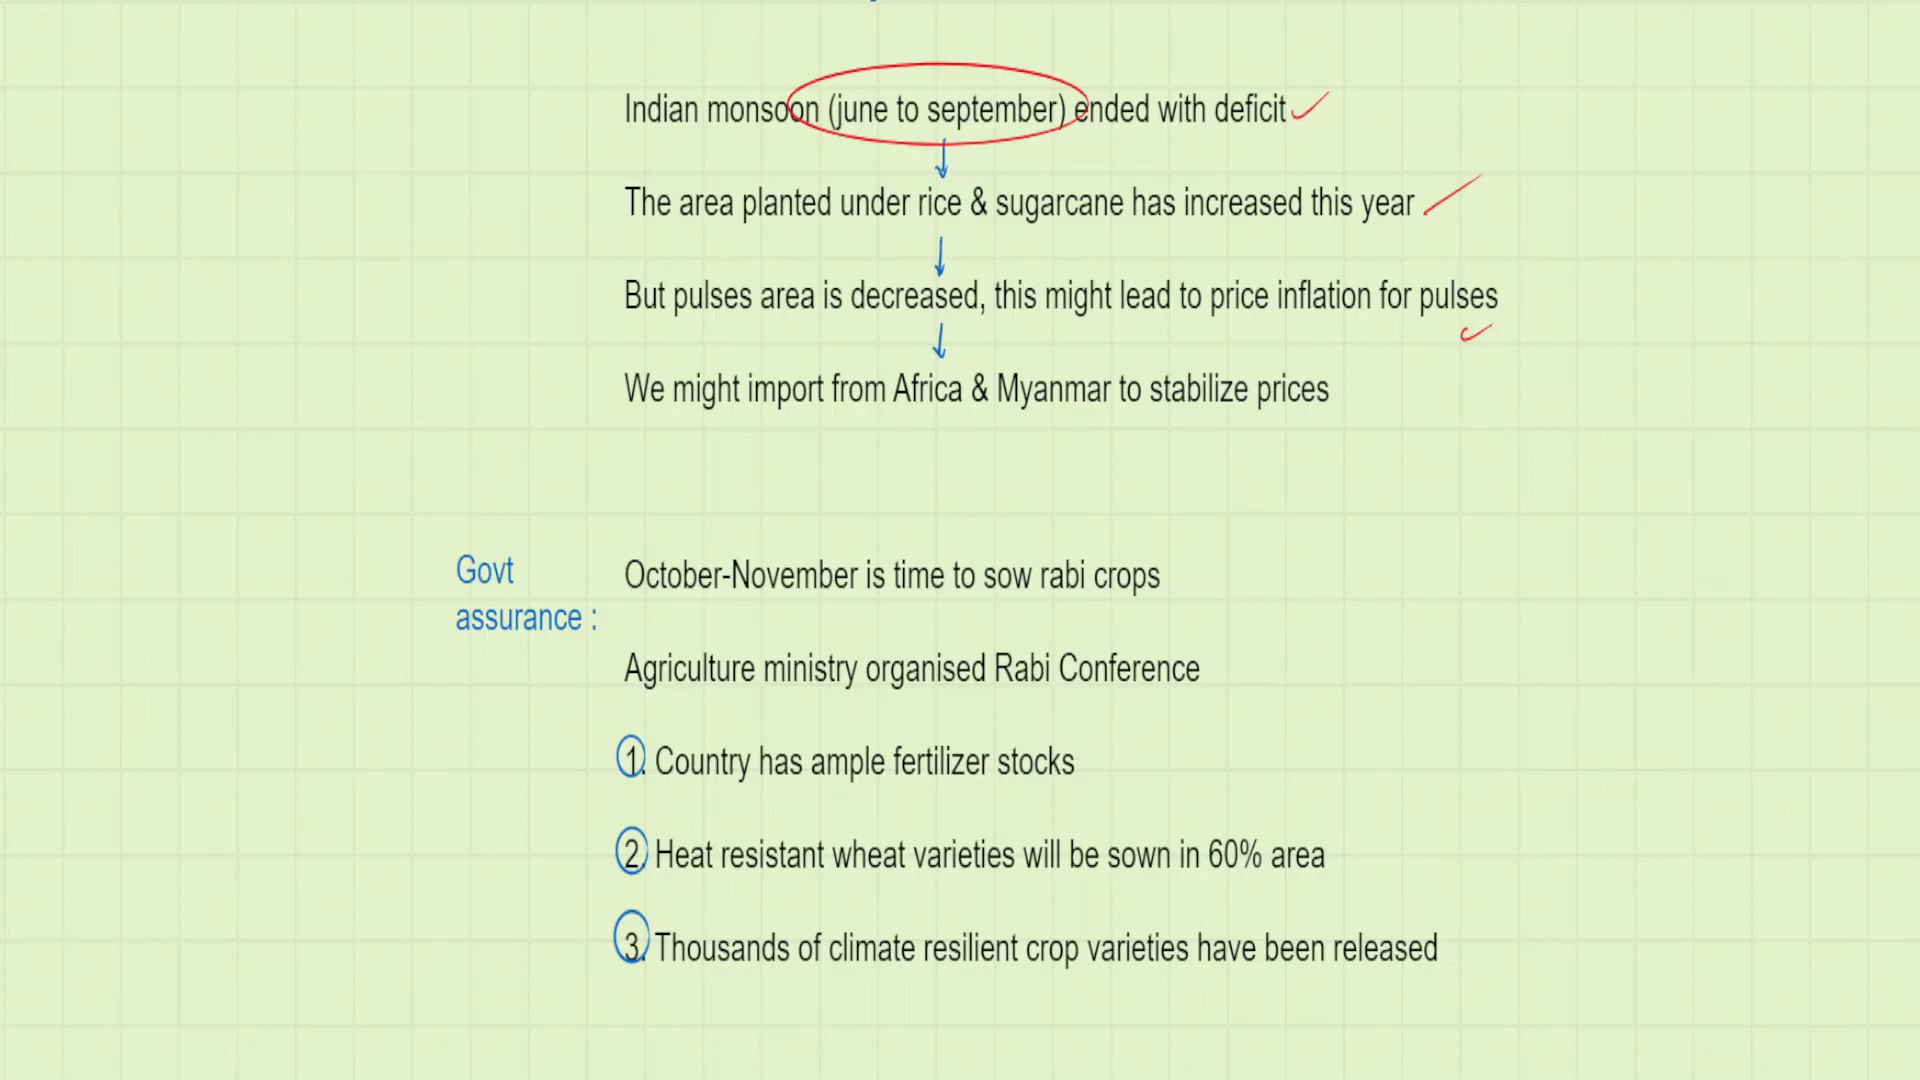 Indian monsoon (june to september) ended with deficit
The area planted under rice & sugarcane has increased this year
But pulses area is decreased, this might lead to price inflation for pulses
We might import from Africa & Myanmar to stabilize prices
Govt
assurance :
October-November is time to sow rabi crops
Agriculture ministry organised Rabi Conference
1. Country has ample fertilizer stocks
2. Heat resistant wheat varieties will be sown in 60% area
3. Thousands of climate resilient crop varieties have been released